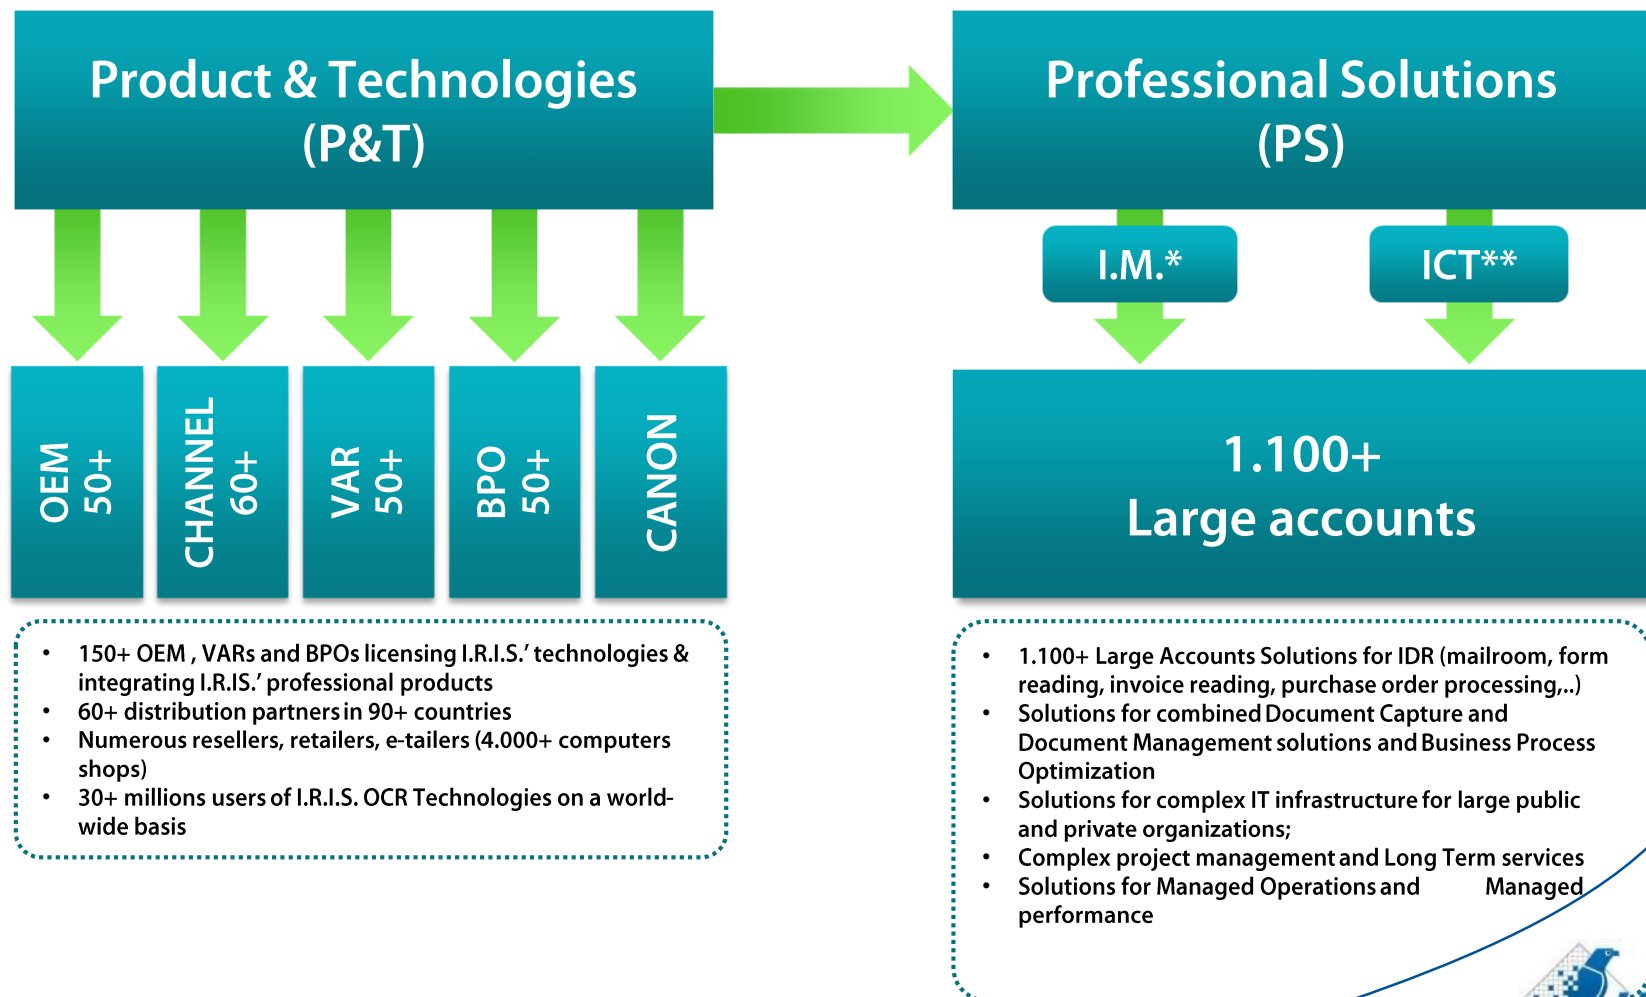 Product & Technologies
(P&T)
Professional Solutions
(PS)
I.M.*
ICT**
OEM
50+
CHANNEL
60+
VAR
50+
BPO
50+
CANON
1.100+
Large accounts
• 150+ OEM , VARs and BPOs licensing I.R.I.S.’ technologies &
integrating I.R.IS.’ professional products
• 60+ distribution partners in 90+ countries
• Numerous resellers, retailers, e-tailers (4.000+ computers
shops)
• 30+ millions users of I.R.I.S. OCR Technologies on a world-
wide basis
• 1.100+ Large Accounts Solutions for IDR (mailroom, form
reading, invoice reading, purchase order processing,..)
• Solutions for combined Document Capture and
Document Management solutions and Business Process
Optimization
• Solutions for complex IT infrastructure for large public
and private organizations;
• Complex project management and Long Term services
• Solutions for Managed Operations and Managed
performance